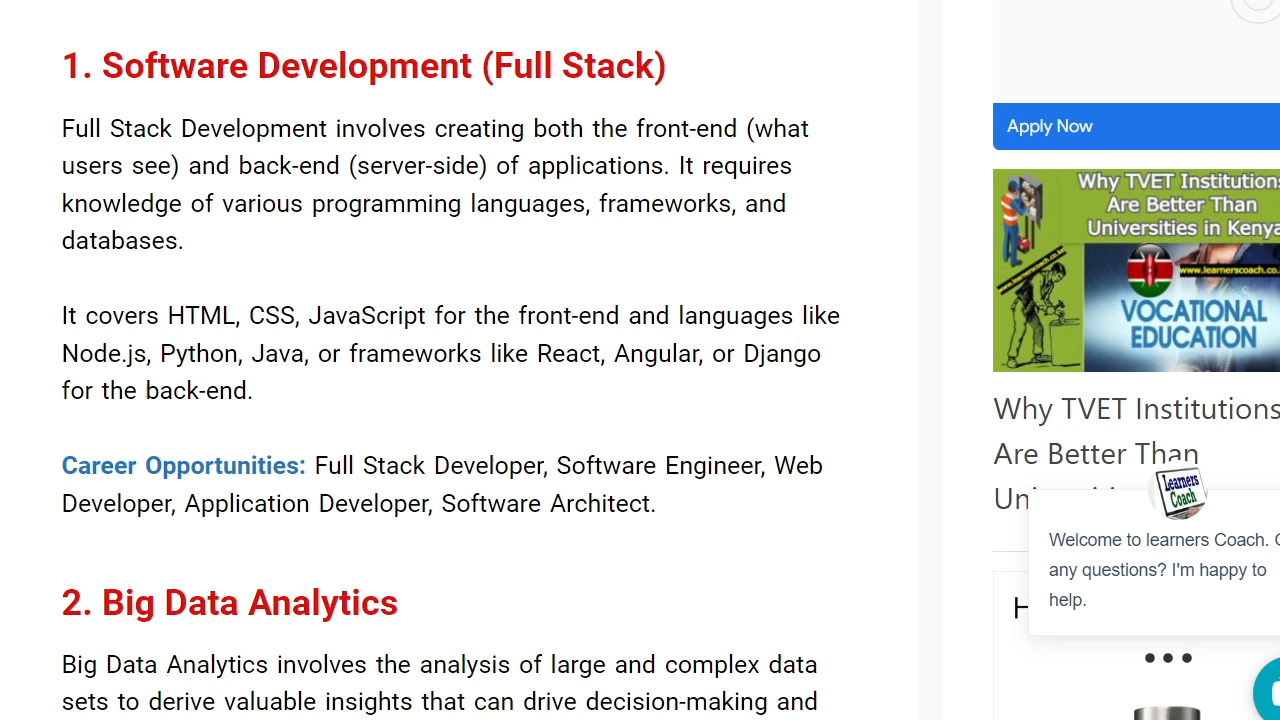 1. Software Development (Full Stack)
Full Stack Development involves creating both the front-end (what
users see) and back-end (server-side) of applications. It requires
knowledge of various programming languages, frameworks, and
databases.
It covers HTML, CSS, JavaScript for the front-end and languages like
Node.js, Python, Java, or frameworks like React, Angular, or Django
for the back-end.
Career Opportunities: Full Stack Developer, Software Engineer, Web
Developer, Application Developer, Software Architect.
2. Big Data Analytics
Big Data Analytics involves the analysis of large and complex data
sets to derive valuable insights that can drive decision-making and
Apply Now
Why TVET Institutions
Are Better Than
Universities in Kenya
www.learnerscoach.co.
www.learnerscoach.co.ke
VOCATIONAL
EDUCATION
Why TVET Institutions
Are Better Than
Learners
Coach
Welcome to learners Coach.
any questions? I'm happy to
help.